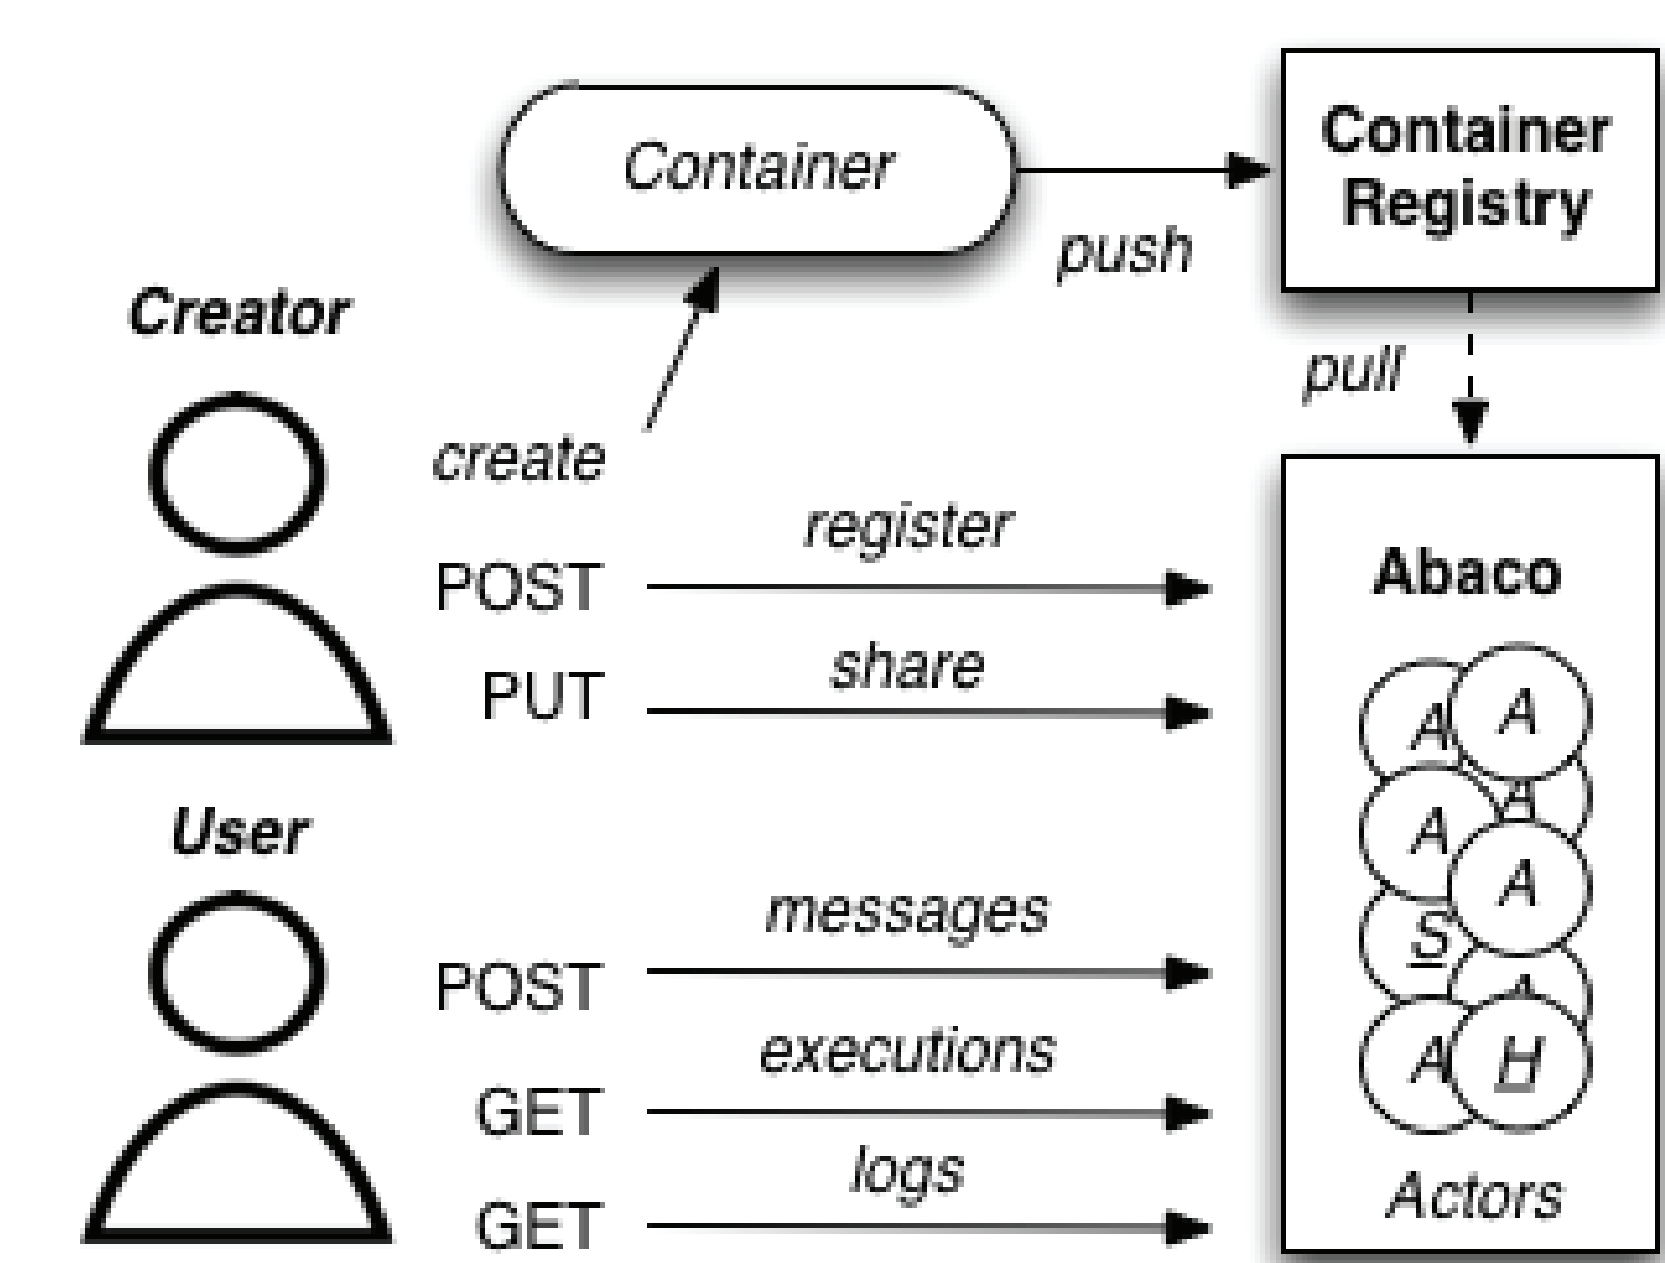 Container
Container
Registry
push
Creator
pull
create
register
POST
Abaco
share
PUT
A
A
A
A
User
A
messages
S
POST
executions
A
H
GET
logs
Actors
GET